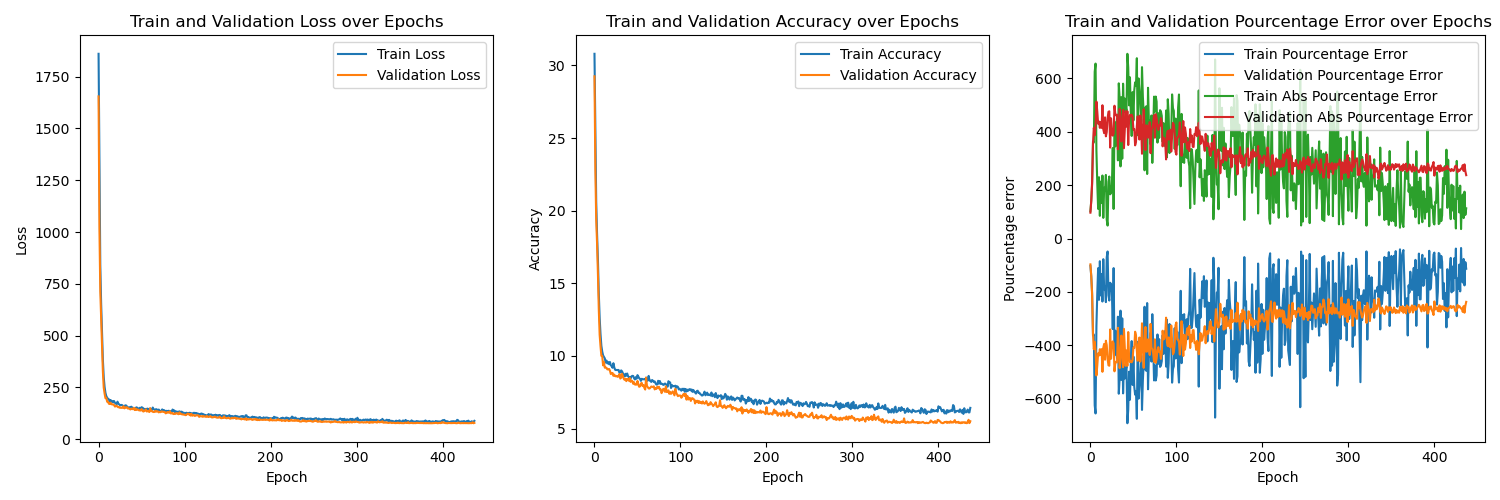 Train and Validation Loss over Epochs
Loss
1750
1500
1250
1000
750
500
250
0
0 100 200 300 400
Epoch
Train Loss
Validation Loss
Train and Validation Accuracy over Epochs
Accuracy
30
25
20
15
10
5
0 100 200 300 400
Epoch
Train Accuracy
Validation Accuracy
Train and Validation Pourcentage Error over Epochs
Pourcentage error
600
400
200
0
−200
−400
−600
0 100 200 300 400
Epoch
Train Pourcentage Error
Validation Pourcentage Error
Train Abs Pourcentage Error
Validation Abs Pourcentage Error